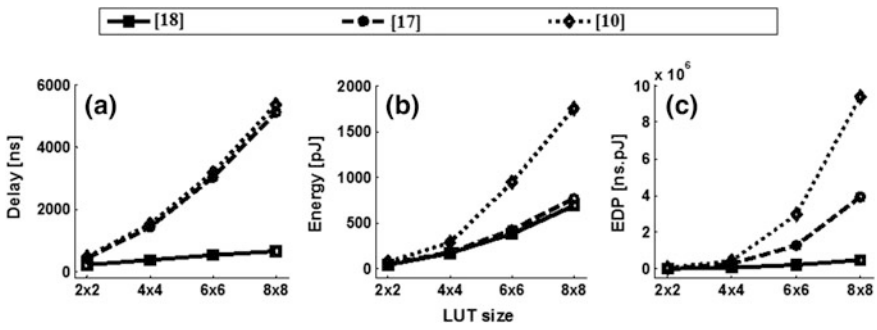 [18] [17] [10]
(a)
Delay [ns]
6000
4000
2000
0
2x2 4x4 6x6 8x8
(b)
Energy [pJ]
2000
1500
1000
500
0
2x2 4x4 6x6 8x8
LUT size
(c)
x 10^6
EDP [ns.pJ]
10
8
6
4
2
0
2x2 4x4 6x6 8x8